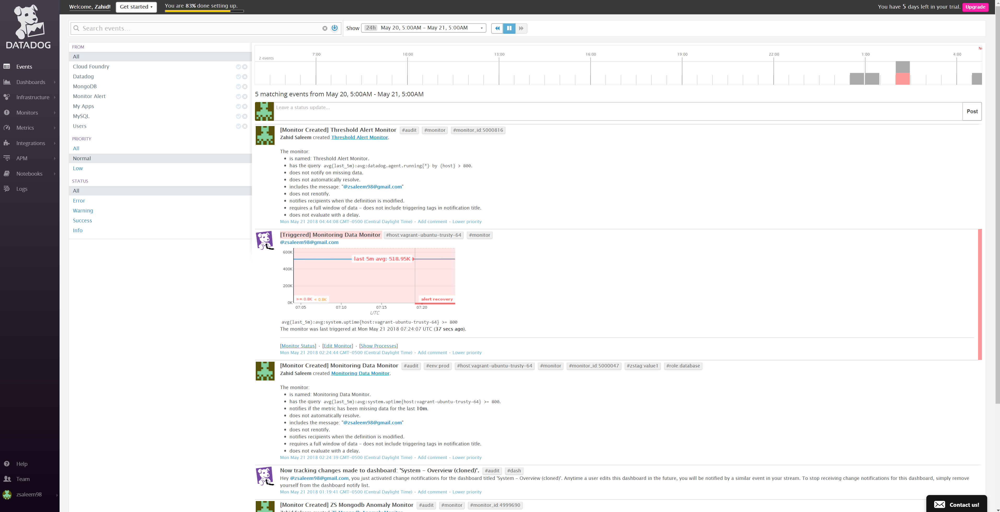 DATADOG
Events
Dashboards
Infrastructure
Monitors
Metrics
Integrations
APM
Notebooks
Logs
Help
Team
zsaleem98
Welcome, Zahid!
Get started
You are 83% done setting up.
You have 5 days left in your trial.
Upgrade
Search events...
Show
24h May 20, 5:00AM - May 21, 5:00AM
FROM
All
Cloud Foundry
Datadog
MongoDB
Monitor Alert
My Apps
MySQL
Users
PRIORITY
All
Normal
Low
STATUS
All
Error
Warning
Success
Info
7:00 10:00 13:00 16:00 19:00 22:00 1:00 4:00
2 events
5 matching events from May 20, 5:00AM - May 21, 5:00AM
Leave a status update...
Post
[Monitor Created] Threshold Alert Monitor #audit #monitor #monitor_id:5000816
Zahid Saleem created Threshold Alert Monitor.
The monitor:
• is named: Threshold Alert Monitor.
• has the query avg(last_5m):avg:datadog.agent.running{*} by {host} > 800.
• does not notify on missing data.
• does not automatically resolve.
• includes the message: "@zsaleem98@gmail.com"
• does not renotify.
• notifies recipients when the definition is modified.
• requires a full window of data - does not include triggering tags in notification title.
• does not evaluate with a delay.
Mon May 21 2018 04:44:08 GMT-0500 (Central Daylight Time) · Add comment · Lower priority
[Triggered] Monitoring Data Monitor #host:vagrant-ubuntu-trusty-64 #monitor
@zsaleem98@gmail.com
600K
last 5m avg: 518.95K
400K
200K
>= 0.8K < 0.8K
alert recovery
0K
07:05 07:10 07:15 07:20
UTC
avg(last_5m):avg:system.uptime{host:vagrant-ubuntu-trusty-64} >= 800
The monitor was last triggered at Mon May 21 2018 07:24:07 UTC (37 secs ago).
[Monitor Status] · [Edit Monitor] · [Show Processes]
Mon May 21 2018 02:24:44 GMT-0500 (Central Daylight Time) · Add comment · Lower priority
[Monitor Created] Monitoring Data Monitor #audit #env:prod #host:vagrant-ubuntu-trusty-64 #monitor #monitor_id:5000047 #zstag:value1 #role:database
Zahid Saleem created Monitoring Data Monitor.
The monitor:
• is named: Monitoring Data Monitor.
• has the query avg(last_5m):avg:system.uptime{host:vagrant-ubuntu-trusty-64} >= 800.
• notifies if the metric has been missing data for the last 10m.
• does not automatically resolve.
• includes the message: "@zsaleem98@gmail.com"
• does not renotify.
• notifies recipients when the definition is modified.
• requires a full window of data - does not include triggering tags in notification title.
• does not evaluate with a delay.
Mon May 21 2018 02:24:39 GMT-0500 (Central Daylight Time) · Add comment · Lower priority
Now tracking changes made to dashboard: 'System - Overview (cloned)'. #audit #dash
Hey @zsaleem98@gmail.com, you just activated change notifications for the dashboard titled 'System - Overview (cloned)'. Anytime a user edits this dashboard in the future, you will be notified by a similar event in your stream. To stop receiving change notifications for this dashboard, simply remove
yourself from the dashboard notify list.
Mon May 21 2018 01:19:41 GMT-0500 (Central Daylight Time) · Add comment · Lower priority
[Monitor Created] ZS Mongodb Anomaly Monitor #audit #monitor #monitor_id:4999690
Contact us!